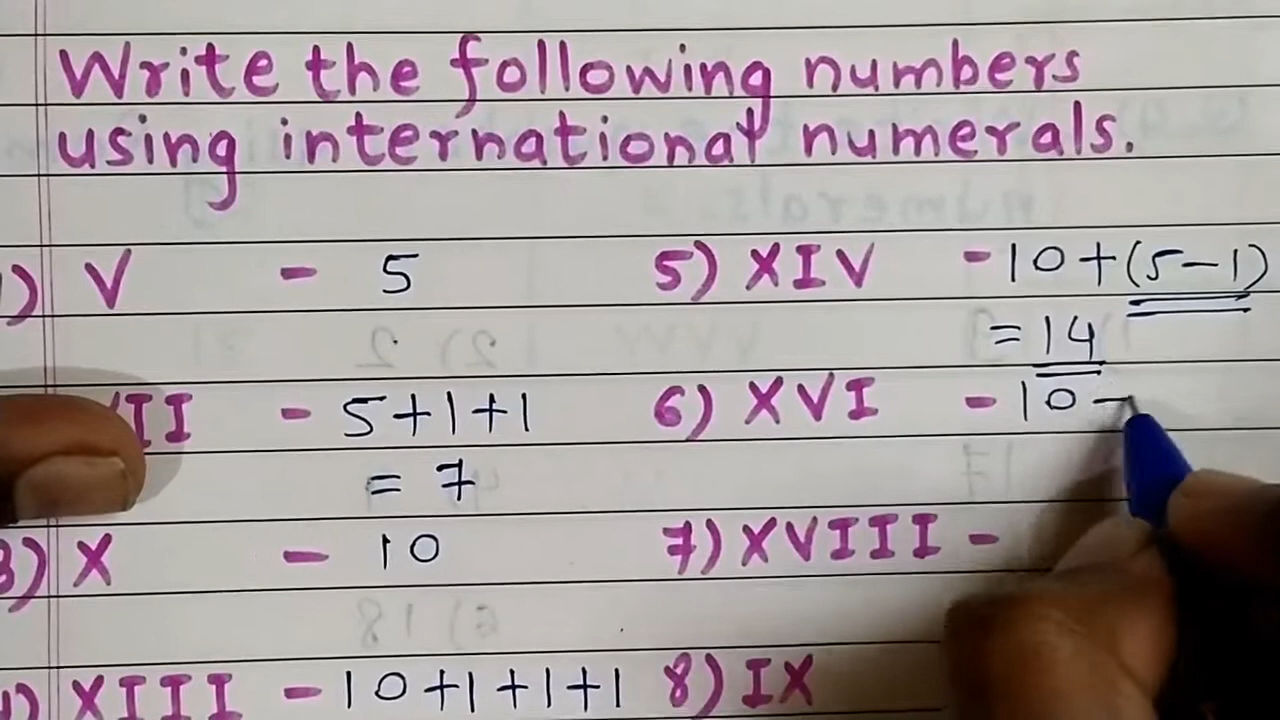 Write the following numbers
using international numerals.
) V - 5
II - 5+1+1
= 7
3) X - 10
) XIII - 10+1+1+1
5) XIV - 10+(5-1)
= 14
6) XVI - 10-
7) XVIII -
8) IX